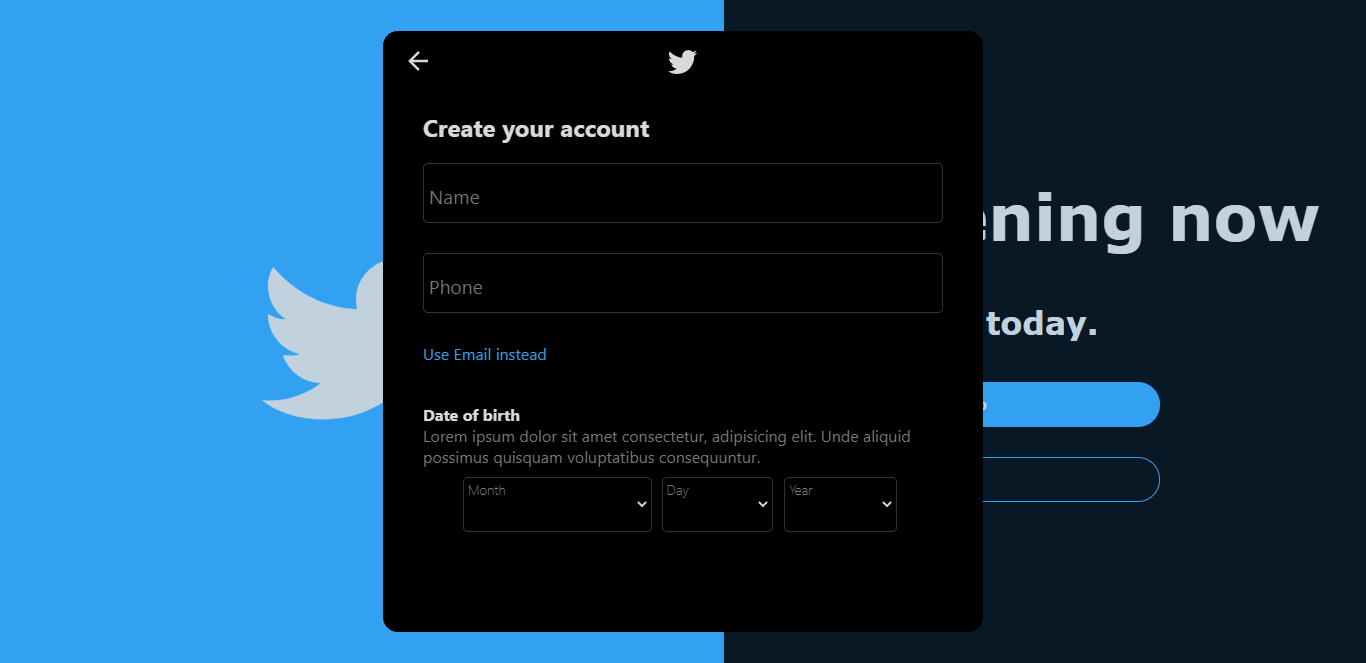 Create your account
Name
Phone
Use Email instead
Date of birth
Lorem ipsum dolor sit amet consectetur, adipisicing elit. Unde aliquid
possimus quisquam voluptatibus consequuntur.
Month Day Year
now
today.